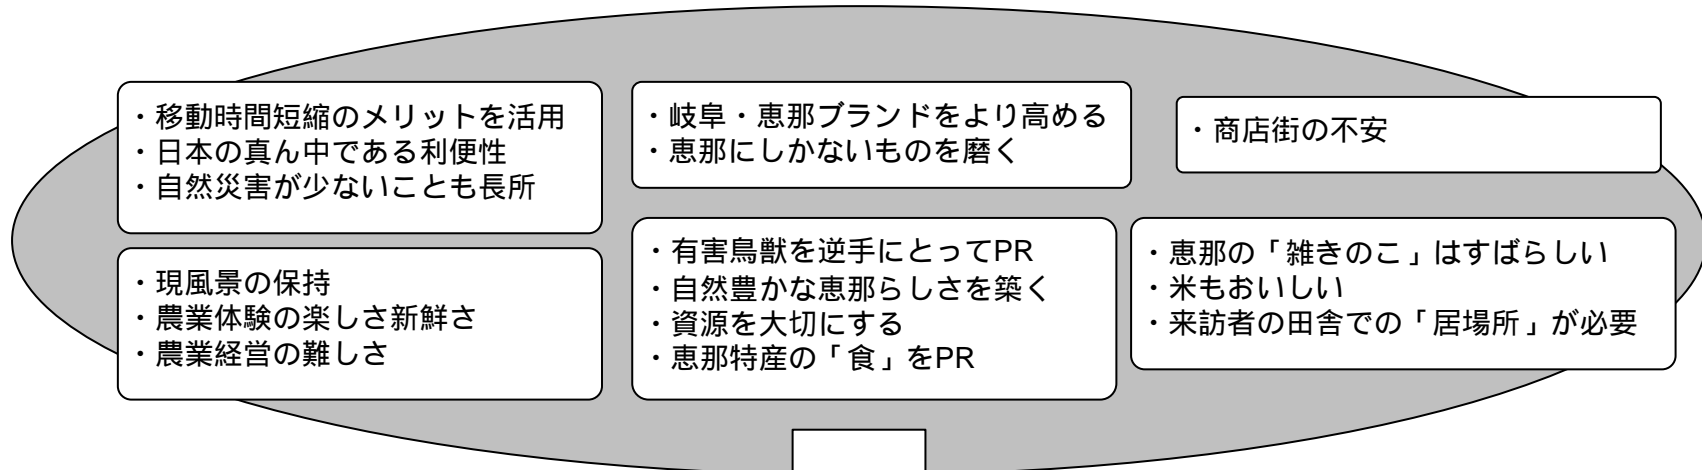 ・移動時間短縮のメリットを活用
・日本の真ん中である利便性
・自然災害が少ないことも長所
・岐阜・恵那ブランドをより高める
・恵那にしかないものを磨く
・商店街の不安
・現風景の保持
・農業体験の楽しさ新鮮さ
・農業経営の難しさ
・有害鳥獣を逆手にとってPR
・自然豊かな恵那らしさを築く
・資源を大切にする
・恵那特産の「食」をPR
・恵那の「雑きのこ」はすばらしい
・米もおいしい
・来訪者の田舎での「居場所」が必要